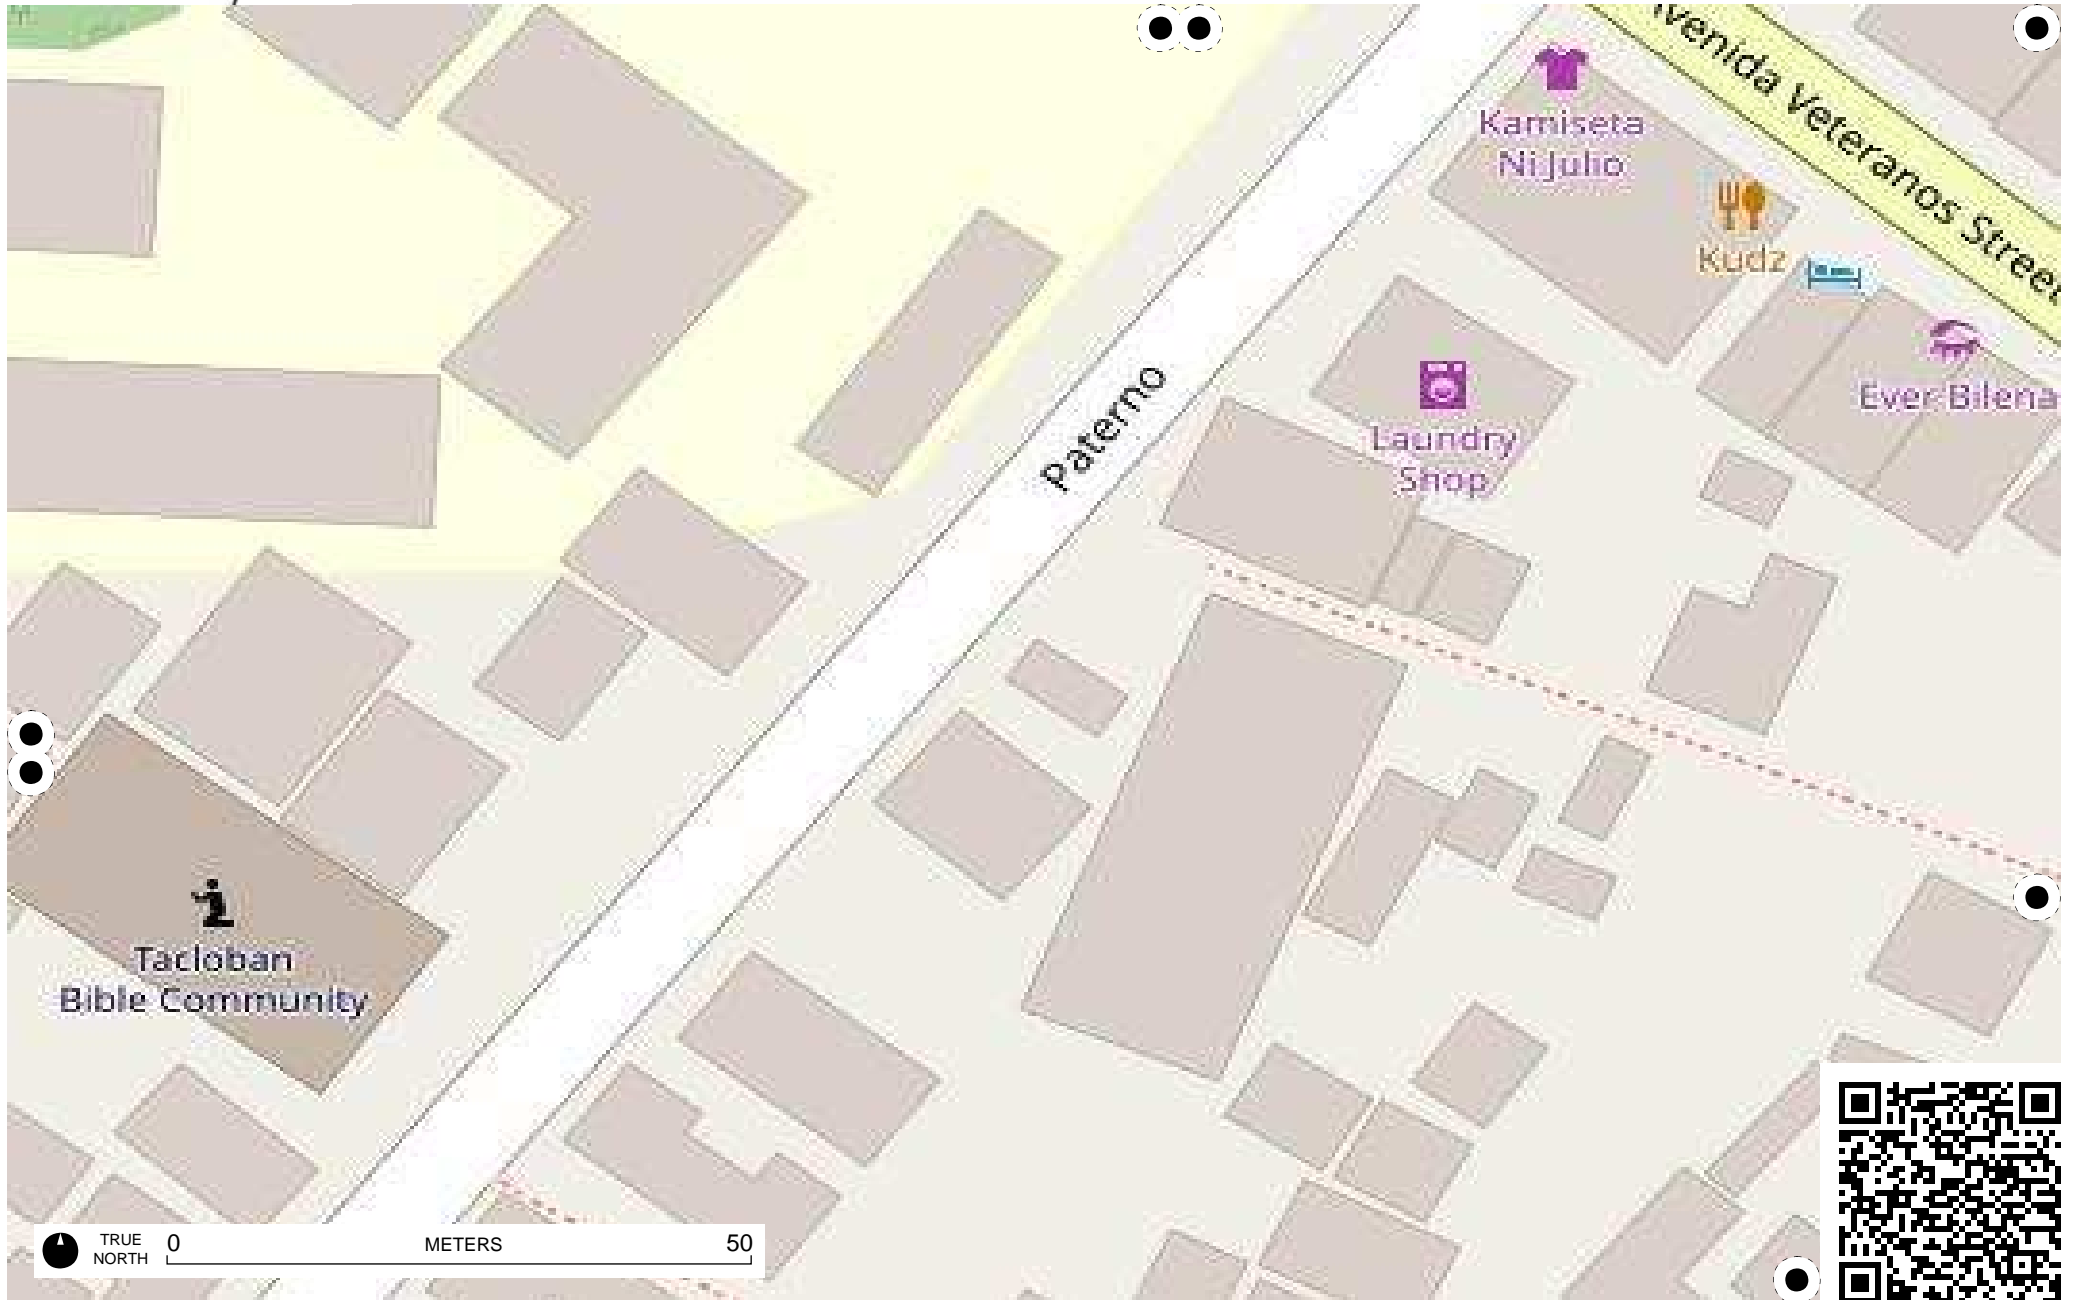 Avenida Veteranos Street
Kamiseta
Ni Julio
Kudz
Ever Bilena
Paterno
Laundry
Shop
Tacloban
Bible Community
TRUE
NORTH
0
METERS
50